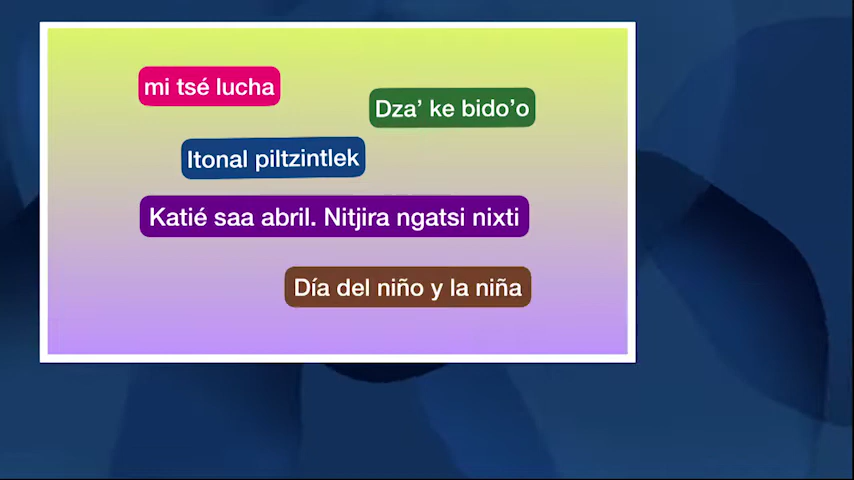 mi tsé lucha
Dza’ ke bido’o
Itonal piltzintlek
Katié saa abril. Nitjira ngatsi nixti
Día del niño y la niña